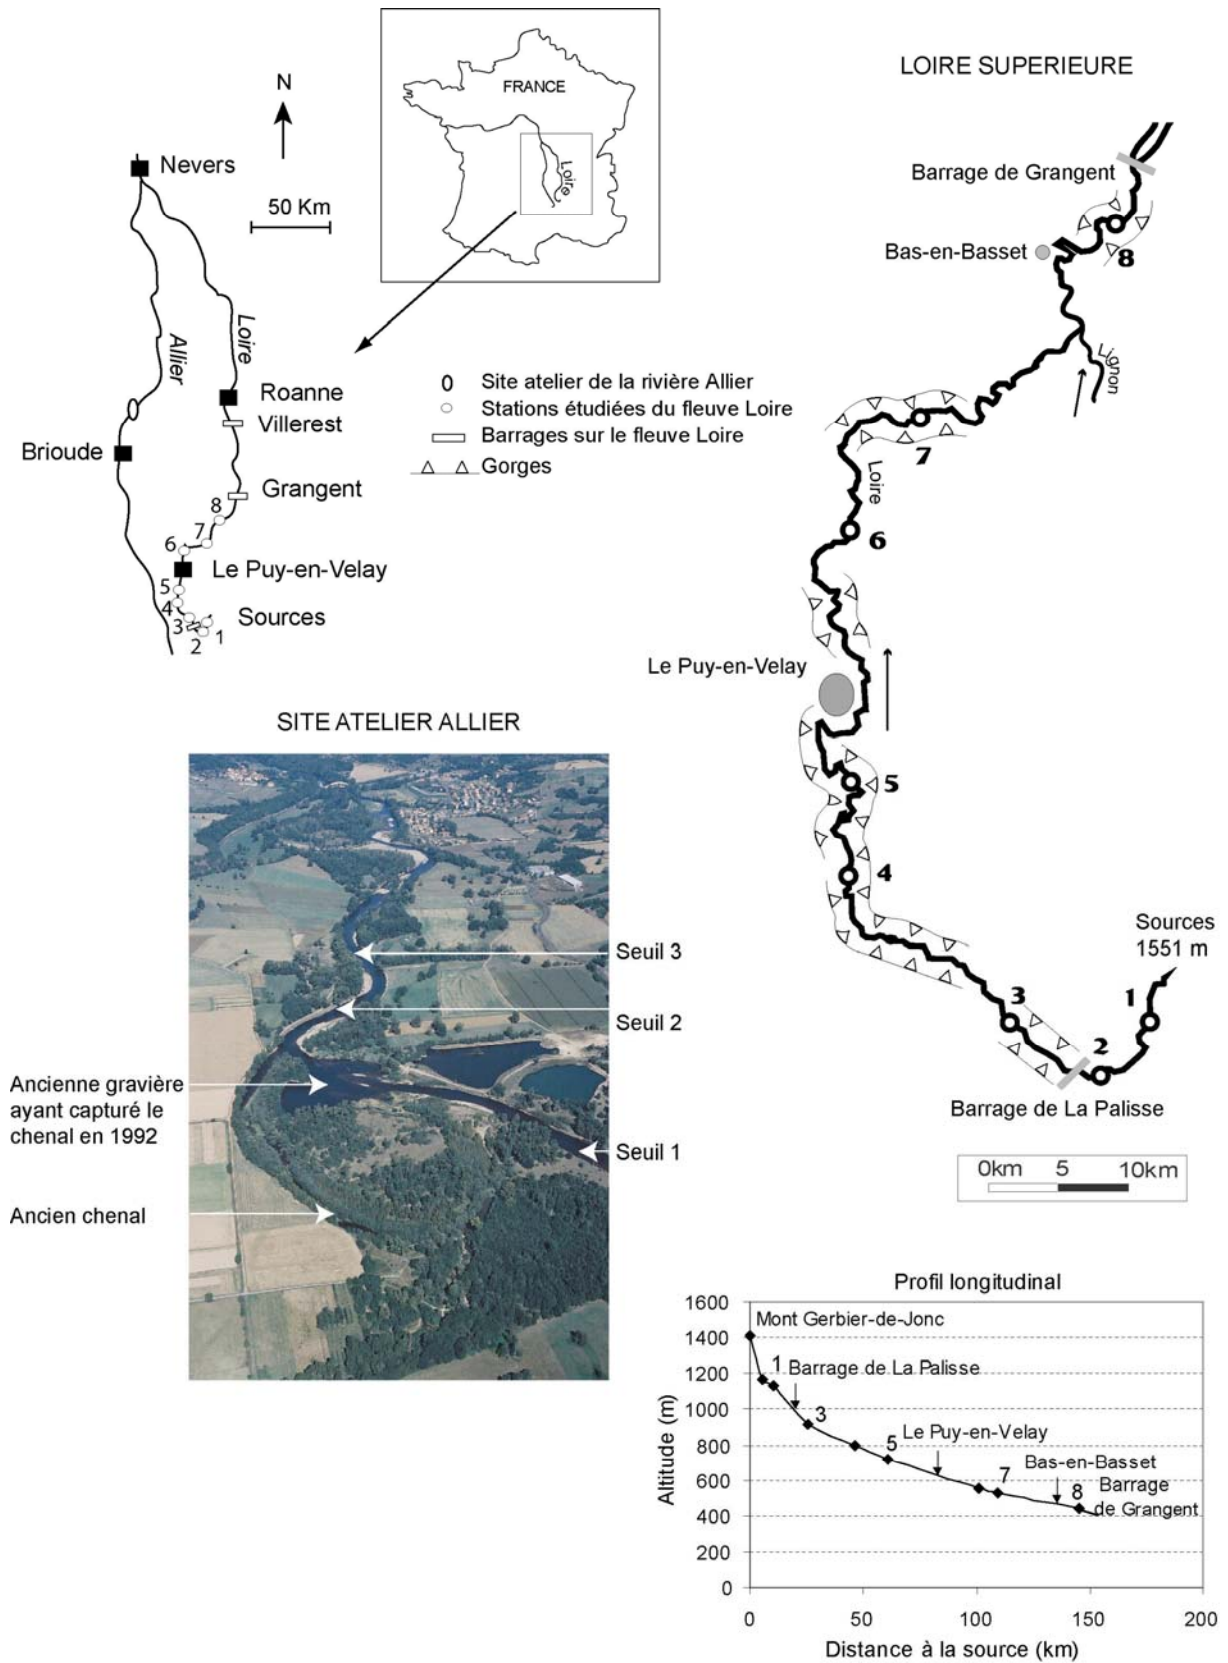 FRANCE
Loire
N
50 Km
Nevers
Allier
Loire
Roanne
Villerest
Brioude
Grangent
8
7
6
Le Puy-en-Velay
5
4
3
2
1
Sources
Site atelier de la rivière Allier
Stations étudiées du fleuve Loire
Barrages sur le fleuve Loire
Gorges
LOIRE SUPERIEURE
Barrage de Grangent
Bas-en-Basset
8
Lignon
7
Loire
6
Le Puy-en-Velay
5
4
Sources
1551 m
3
1
2
Barrage de La Palisse
0km 5 10km
SITE ATELIER ALLIER
Seuil 3
Seuil 2
Ancienne gravière
ayant capturé le
chenal en 1992
Seuil 1
Ancien chenal
Profil longitudinal
Altitude (m)
1600
1400
1200
1000
800
600
400
200
0
Mont Gerbier-de-Jonc
1
Barrage de La Palisse
3
5
Le Puy-en-Velay
7
Bas-en-Basset
8
Barrage
de Grangent
0 50 100 150 200
Distance à la source (km)